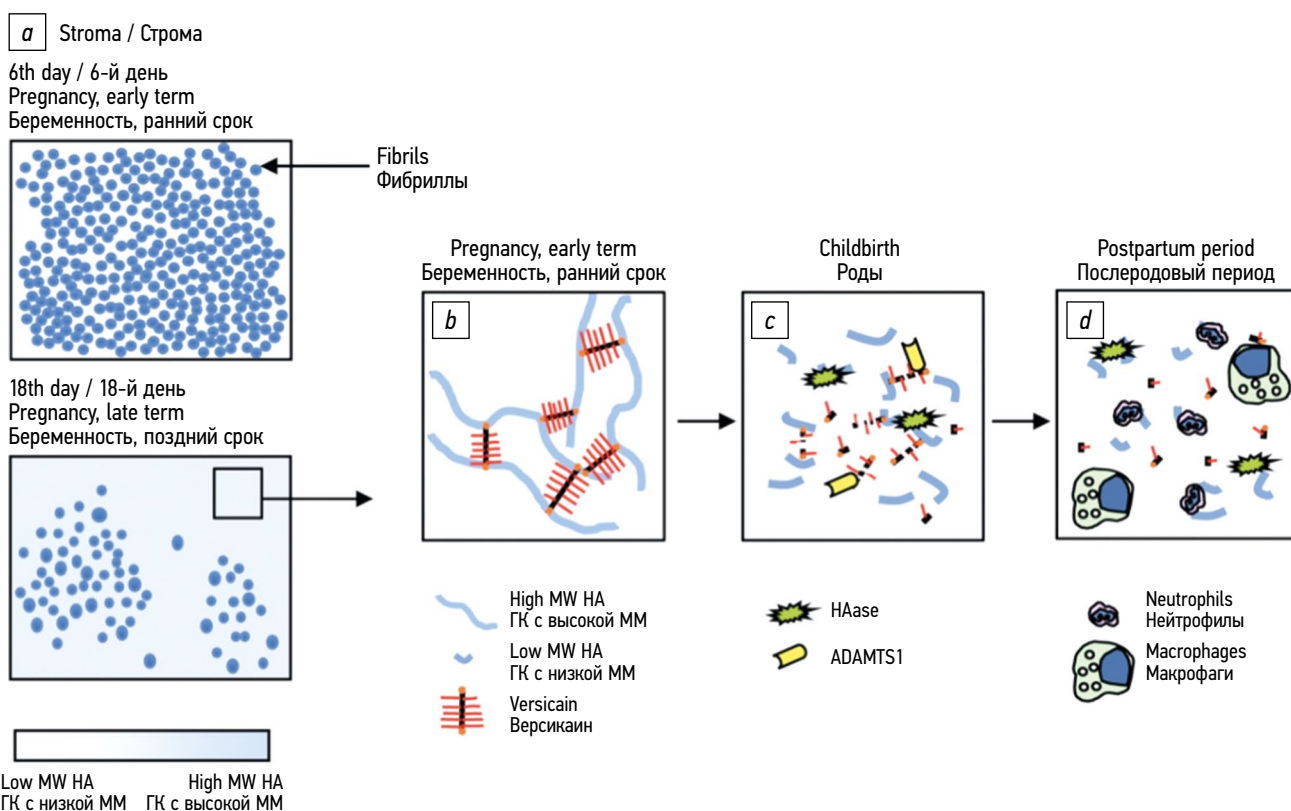 a Stroma / Строма
6th day / 6-й день
Pregnancy, early term
Беременность, ранний срок
Fibrils
Фибриллы
18th day / 18-й день
Pregnancy, late term
Беременность, поздний срок
Low MW HA
ГК с низкой ММ
High MW HA
ГК с высокой ММ
Pregnancy, early term
Беременность, ранний срок
b
High MW HA
ГК с высокой ММ
Low MW HA
ГК с низкой ММ
Versicain
Версикаин
Childbirth
Роды
c
HAase
ADAMTS1
Postpartum period
Послеродовый период
d
Neutrophils
Нейтрофилы
Macrophages
Макрофаги